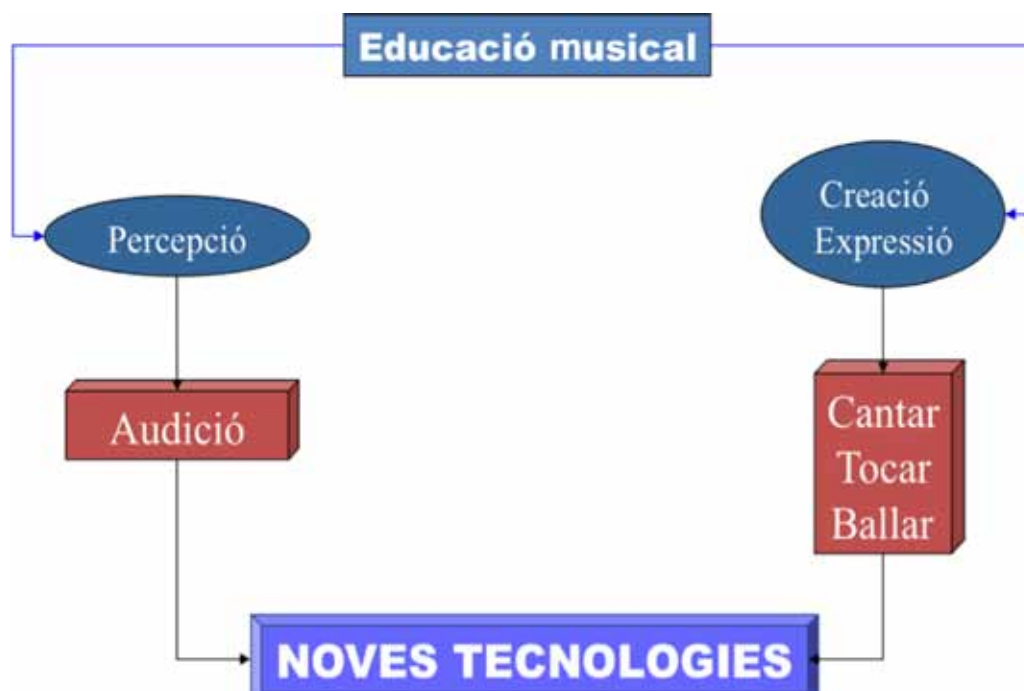 Educació musical
Percepció
Creació
Expressió
Audició
Cantar
Tocar
Ballar
NOVES TECNOLOGIES